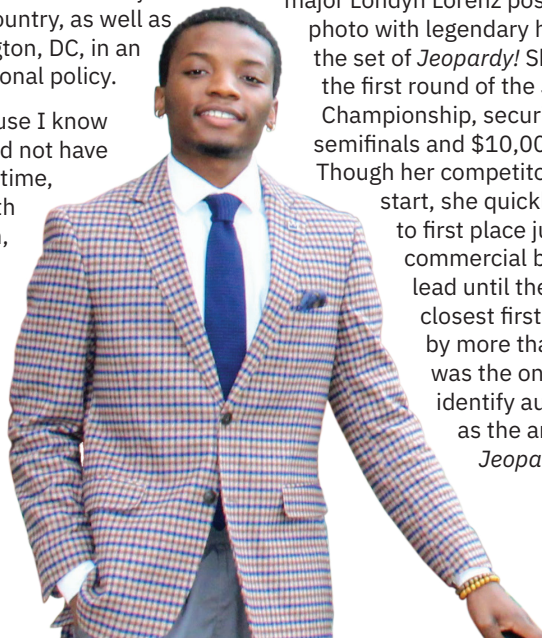 ountry, as well as
gton, DC, in an
onal policy.
use I know
d not have
time,
th
major Londyn Lorenz pos
photo with legendary h
the set of Jeopardy! S
the first round of the
Championship, secur
semifinals and $10,00
Though her competito
start, she quick
to first place ju
commercial b
lead until the
closest first
by more tha
was the on
identify au
as the a
Jeopa